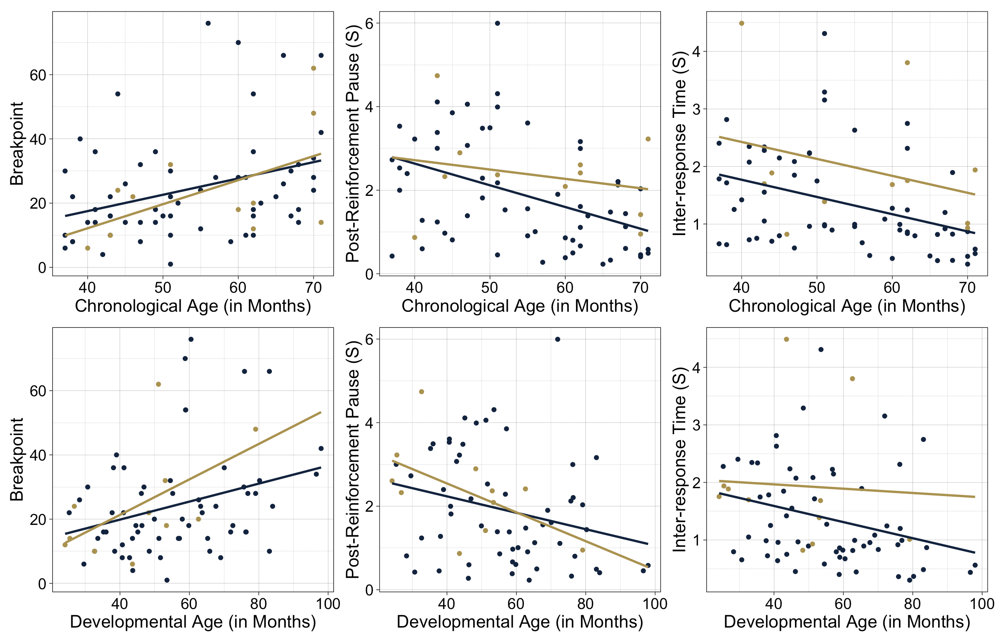 Breakpoint
60
40
20
0
40 50 60 70
Chronological Age (in Months)
Post-Reinforcement Pause (S)
6
4
2
0
40 50 60 70
Chronological Age (in Months)
Inter-response Time (S)
4
3
2
1
40 50 60 70
Chronological Age (in Months)
Breakpoint
60
40
20
0
40 60 80 100
Developmental Age (in Months)
Post-Reinforcement Pause (S)
6
4
2
0
40 60 80 100
Developmental Age (in Months)
Inter-response Time (S)
4
3
2
1
40 60 80 100
Developmental Age (in Months)